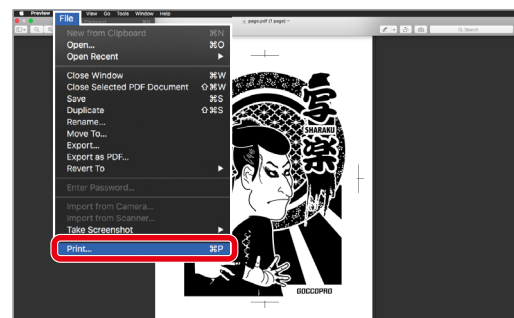 Preview File View Go Tools Window Help
page.pdf (1 page)
Search
New from Clipboard ⌘N
Open... ⌘O
Open Recent ▶
Close Window ⌘W
Close Selected PDF Document ⇧⌘W
Save ⌘S
Duplicate ⇧⌘S
Rename...
Move To...
Export...
Export as PDF...
Revert To ▶
Enter Password...
Import from Camera...
Import from Scanner...
Take Screenshot ▶
Print... ⌘P
写
SHARAKU
楽
GOCCOPRO